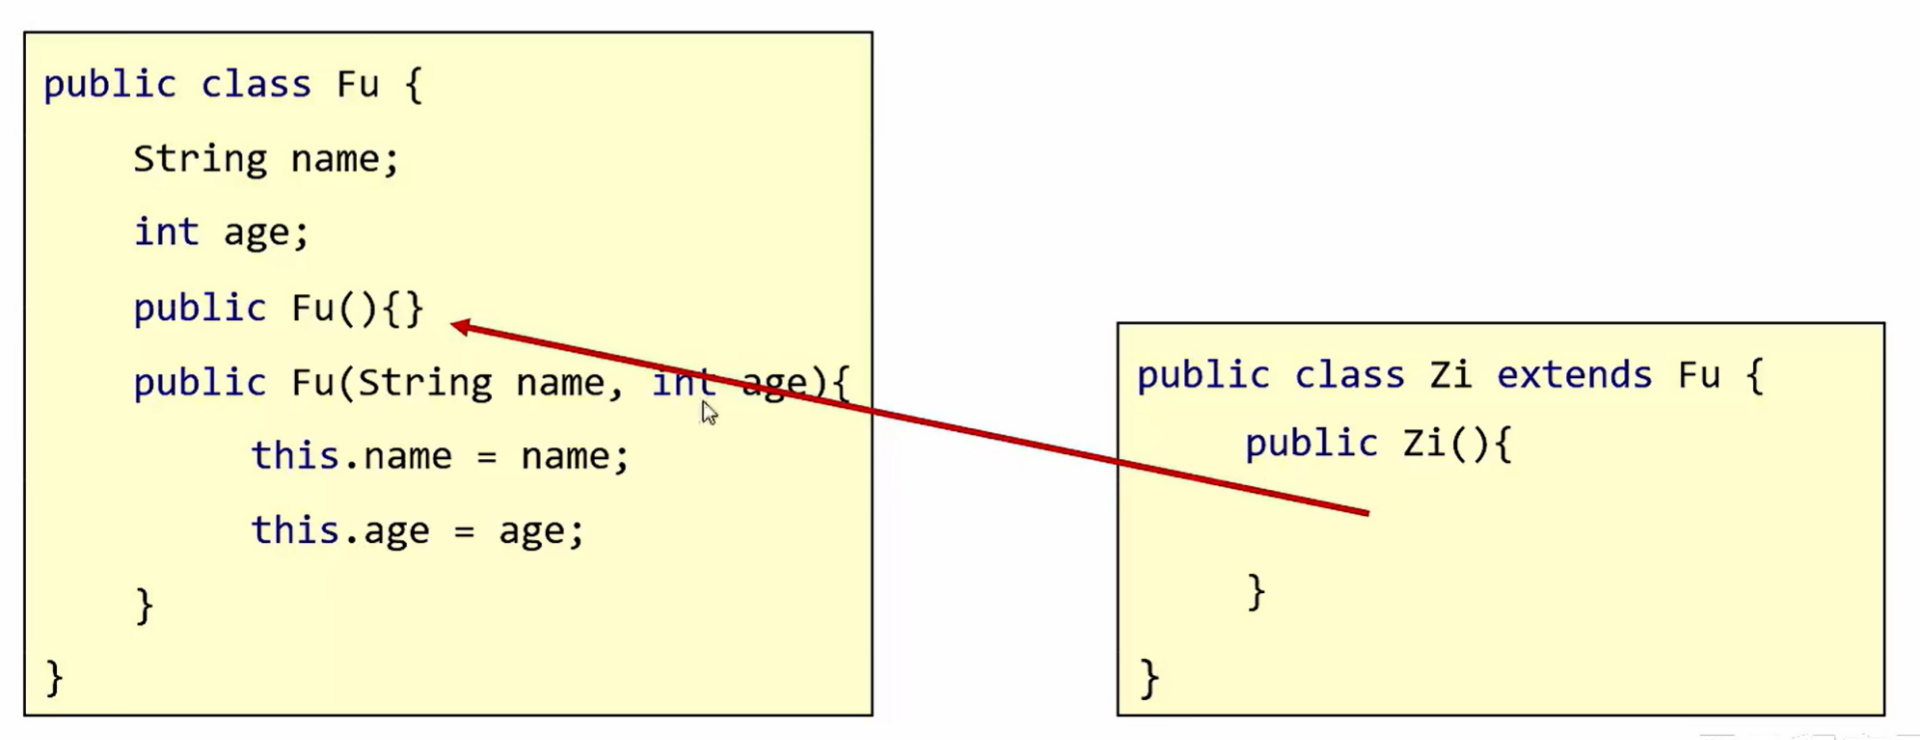 public class Fu {
String name;
int age;
public Fu(){}
public Fu(String name, int age){
this.name = name;
this.age = age;
}
}
public class Zi extends Fu {
public Zi(){
}
}